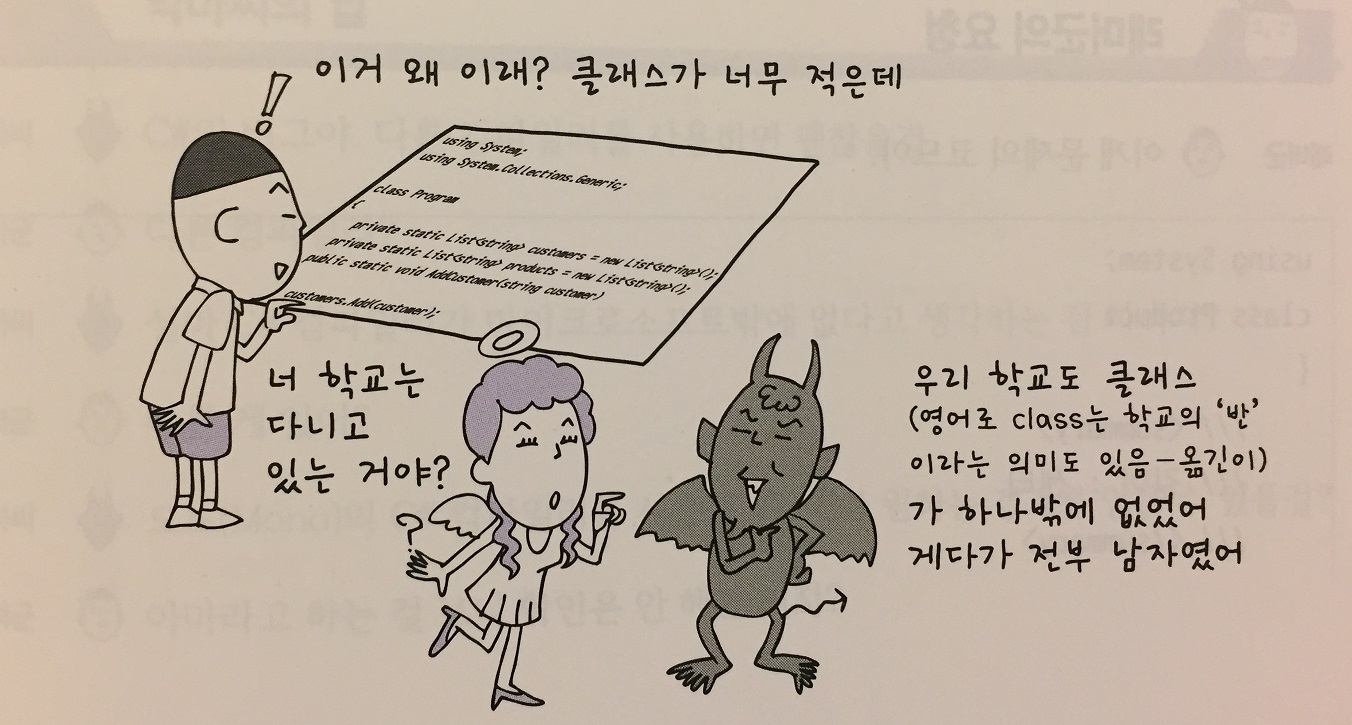 이거 왜 이래? 클래스가 너무 적은데
using System;
using System.Collections.Generic;
class Program
{
private static List<string> customers = new List<string>();
private static List<string> products = new List<string>();
public static void AddCustomer(string customer)
customers.Add(customer);
너 학교는
다니고
있는 거야?
우리 학교도 클래스
(영어로 class는 학교의 '반'
이라는 의미도 있음-옮긴이)
가 하나밖에 없었어
게다가 전부 남자였어